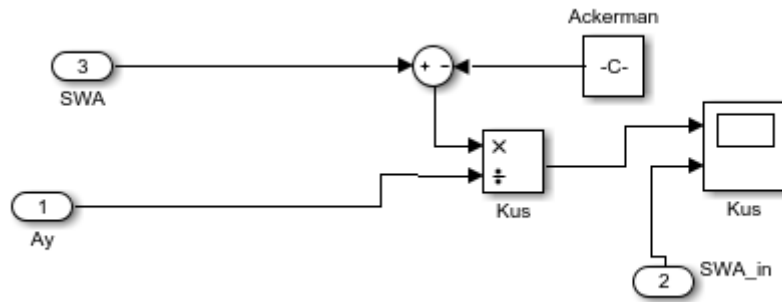 Ackerman
3
+ −
-C-
SWA
×
÷
Kus
Kus
1
Ay
SWA_in
2